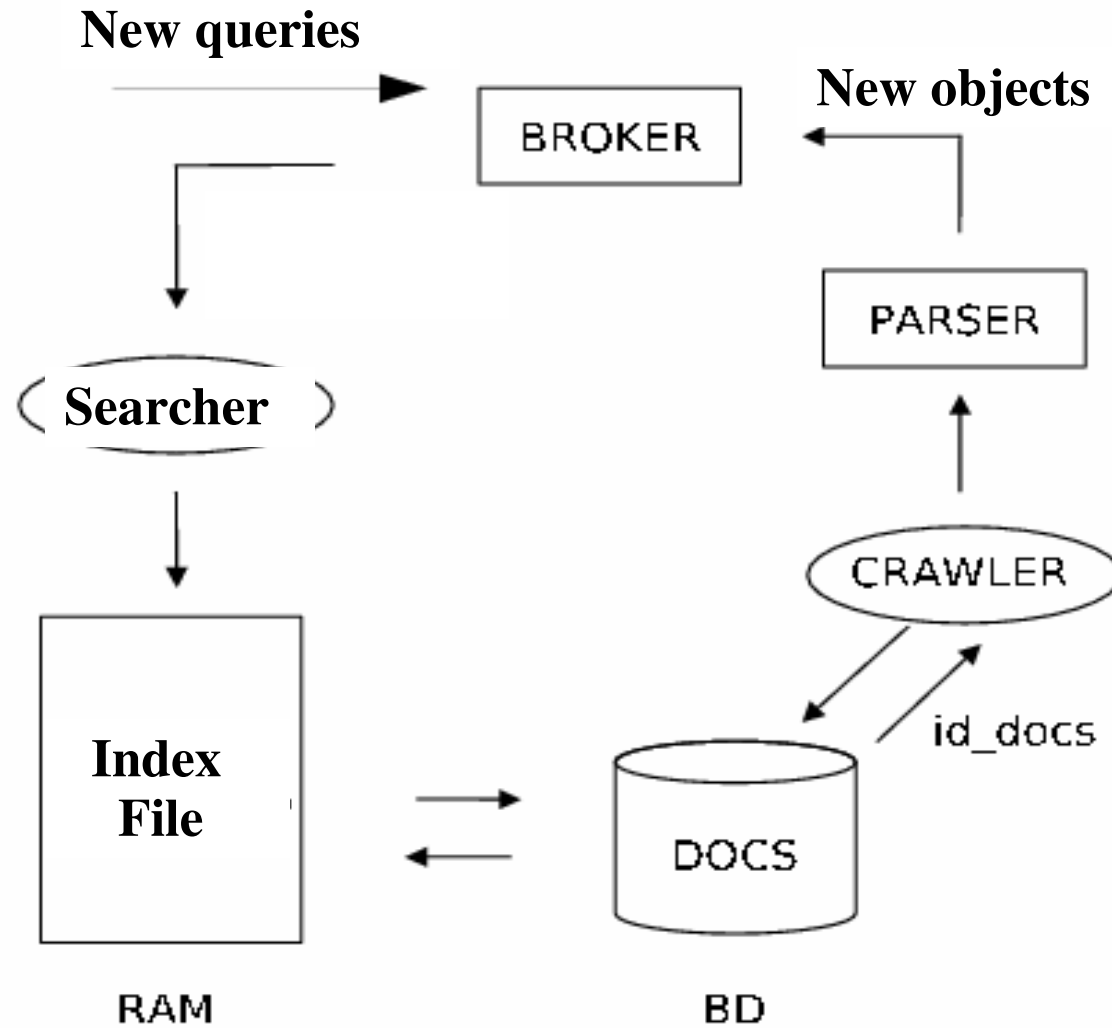 New queries
New objects
BROKER
PARSER
Searcher
CRAWLER
id_docs
Index
File
DOCS
RAM
BD